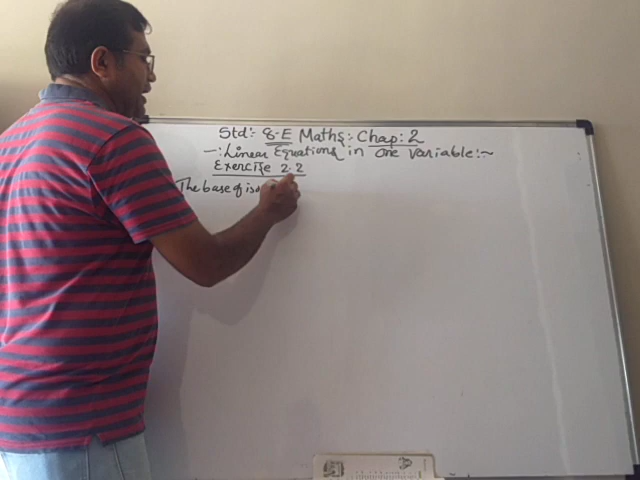 Std:- 8-E Maths:- Chap: 2
-:Linear Equations in One Variable:~
Exercise 2.2
The base of iso